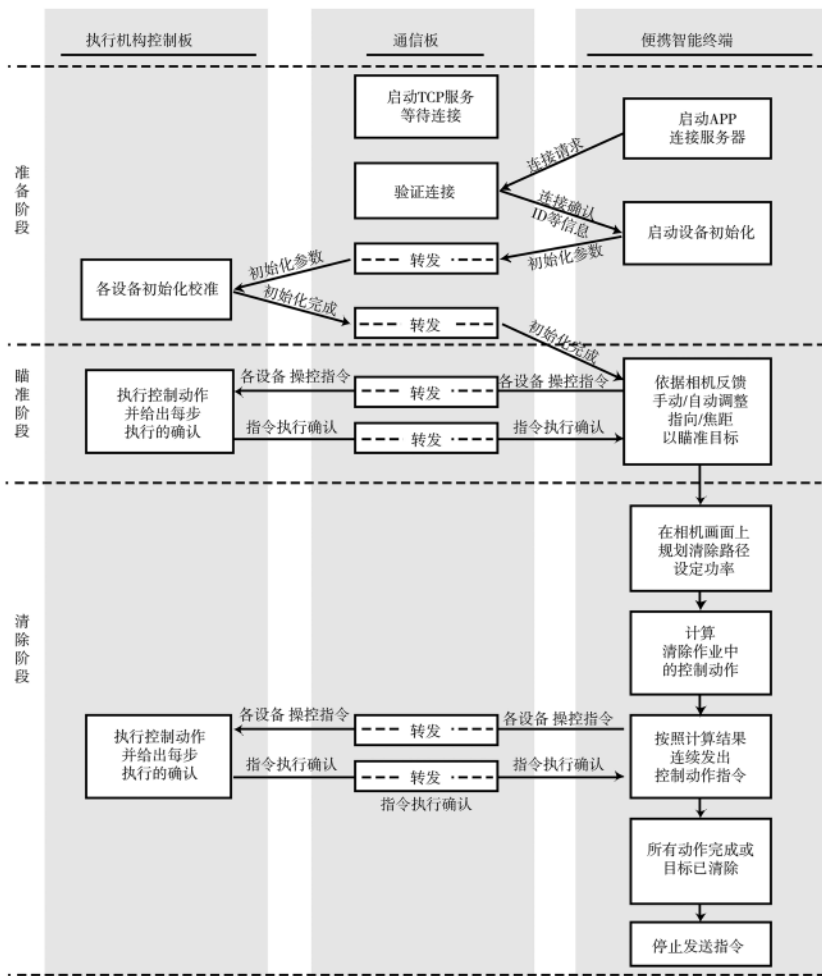 执行机构控制板
通信板
便携智能终端
准备阶段
启动TCP服务
等待连接
启动APP
连接服务器
连接请求
验证连接
连接确认
ID等信息
启动设备初始化
初始化参数
转发
初始化参数
各设备初始化校准
初始化完成
转发
初始化完成
瞄准阶段
执行控制动作
并给出每步
执行的确认
各设备 操控指令
转发
各设备 操控指令
指令执行确认
转发
指令执行确认
依据相机反馈
手动/自动调整
指向/焦距
以瞄准目标
清除阶段
在相机画面上
规划清除路径
设定功率
计算
清除作业中
的控制动作
执行控制动作
并给出每步
执行的确认
各设备 操控指令
转发
各设备 操控指令
指令执行确认
转发
指令执行确认
指令执行确认
按照计算结果
连续发出
控制动作指令
所有动作完成或
目标已清除
停止发送指令